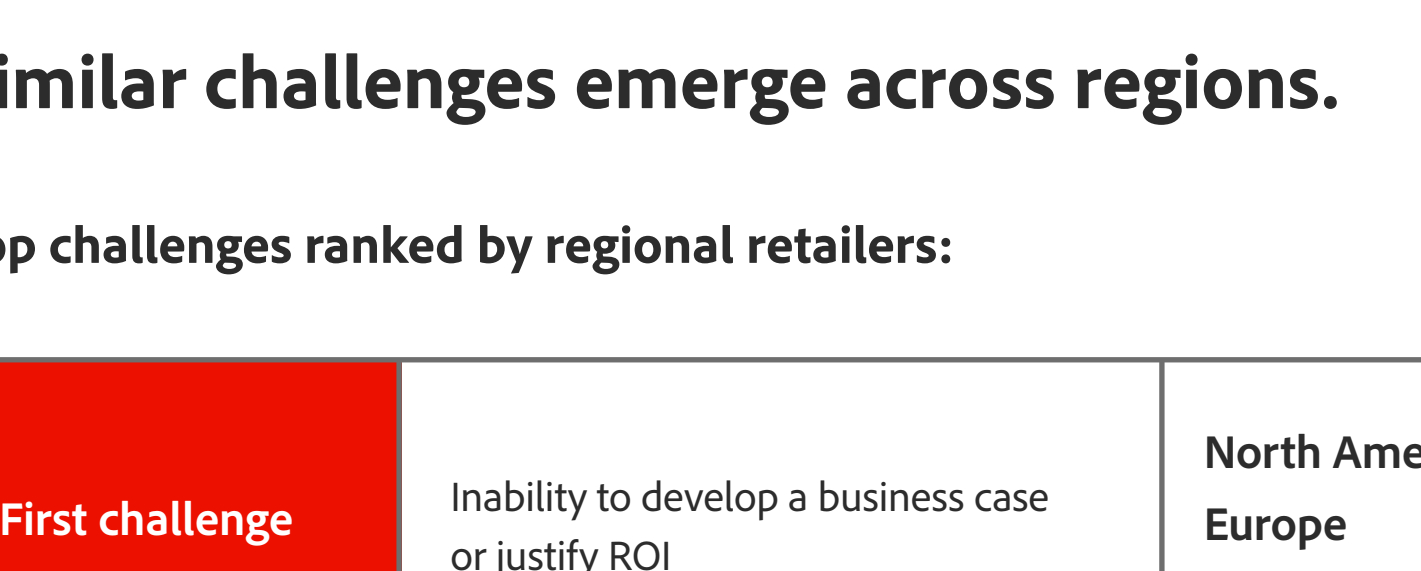 imilar challenges emerge across regions.
op challenges ranked by regional retailers:
First challenge
Inability to develop a business case
or justify ROI
North Ame
Europe